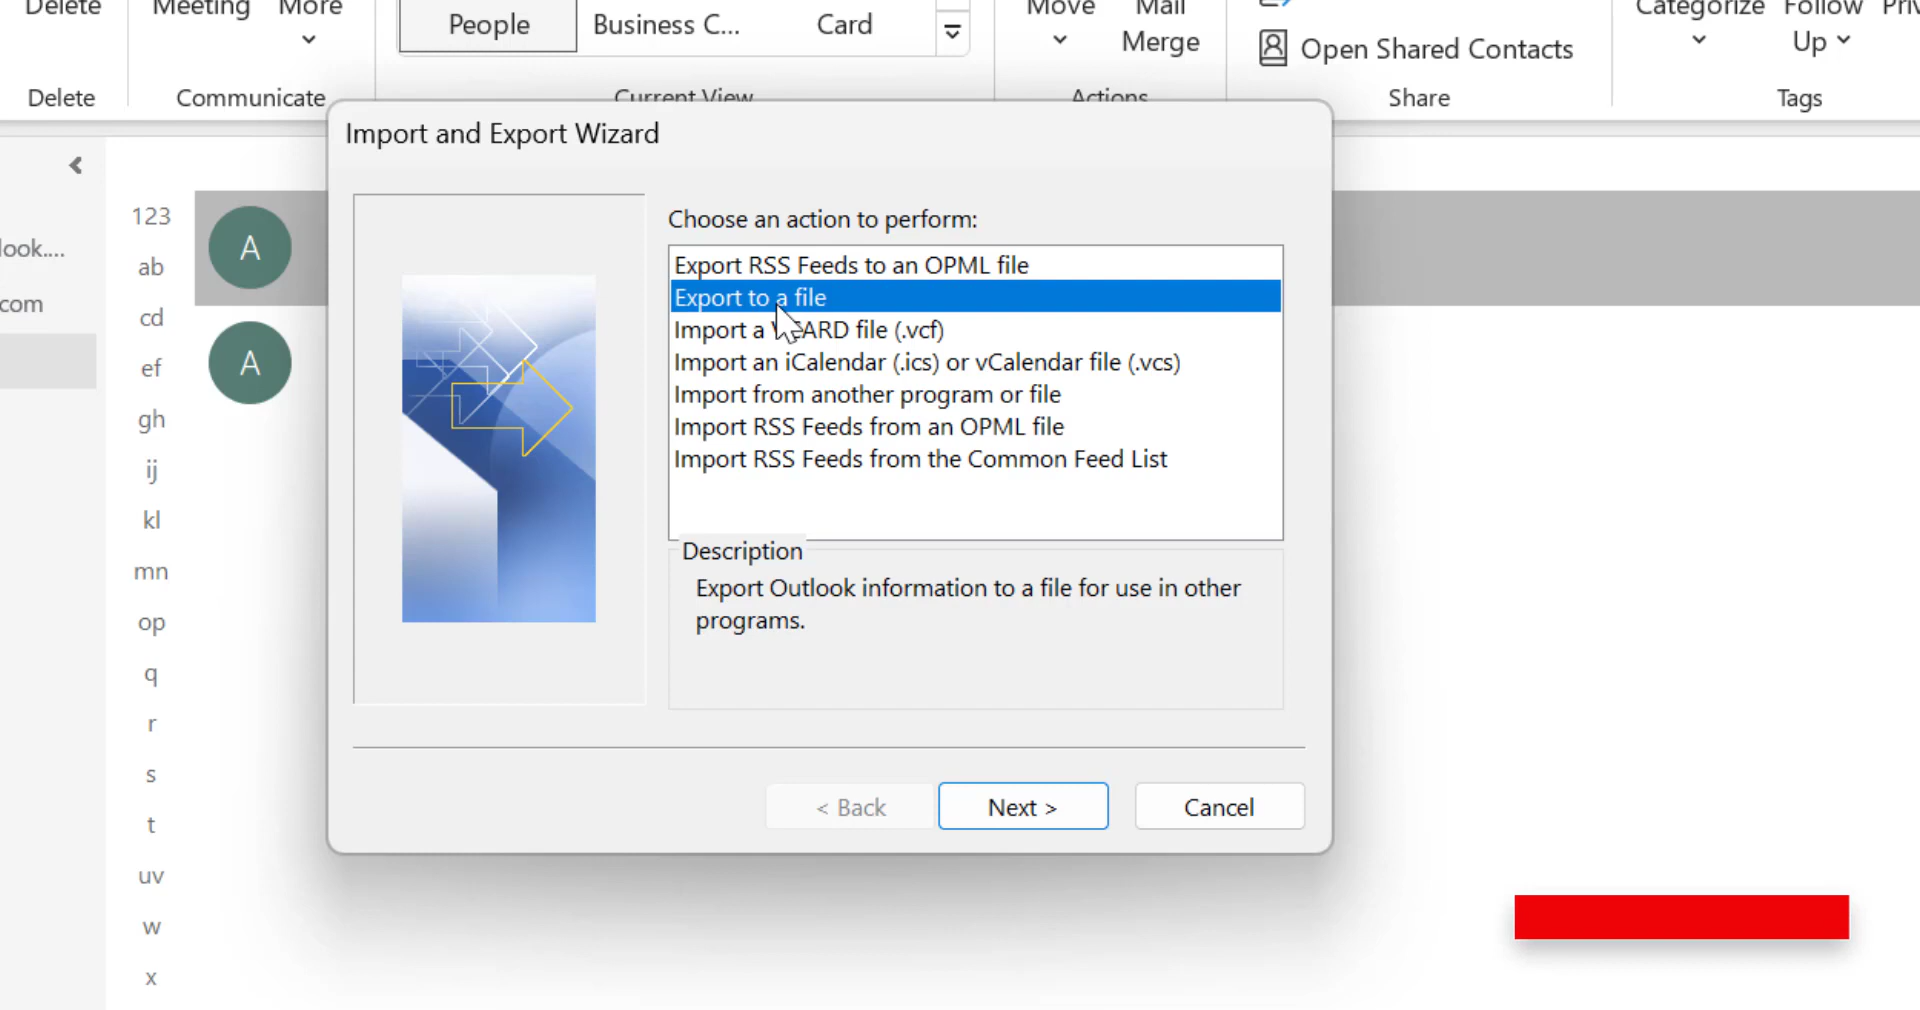 Delete
Meeting
More
People
Business C...
Card
Move
Mail
Merge
Open Shared Contacts
Categorize
Follow
Up
Delete
Communicate
Current View
Actions
Share
Tags
Import and Export Wizard
look....
com
123
ab
cd
ef
gh
ij
kl
mn
op
q
r
s
t
uv
w
x
A
A
Choose an action to perform:
Export RSS Feeds to an OPML file
Export to a file
Import a VCARD file (.vcf)
Import an iCalendar (.ics) or vCalendar file (.vcs)
Import from another program or file
Import RSS Feeds from an OPML file
Import RSS Feeds from the Common Feed List
Description
Export Outlook information to a file for use in other
programs.
< Back
Next >
Cancel